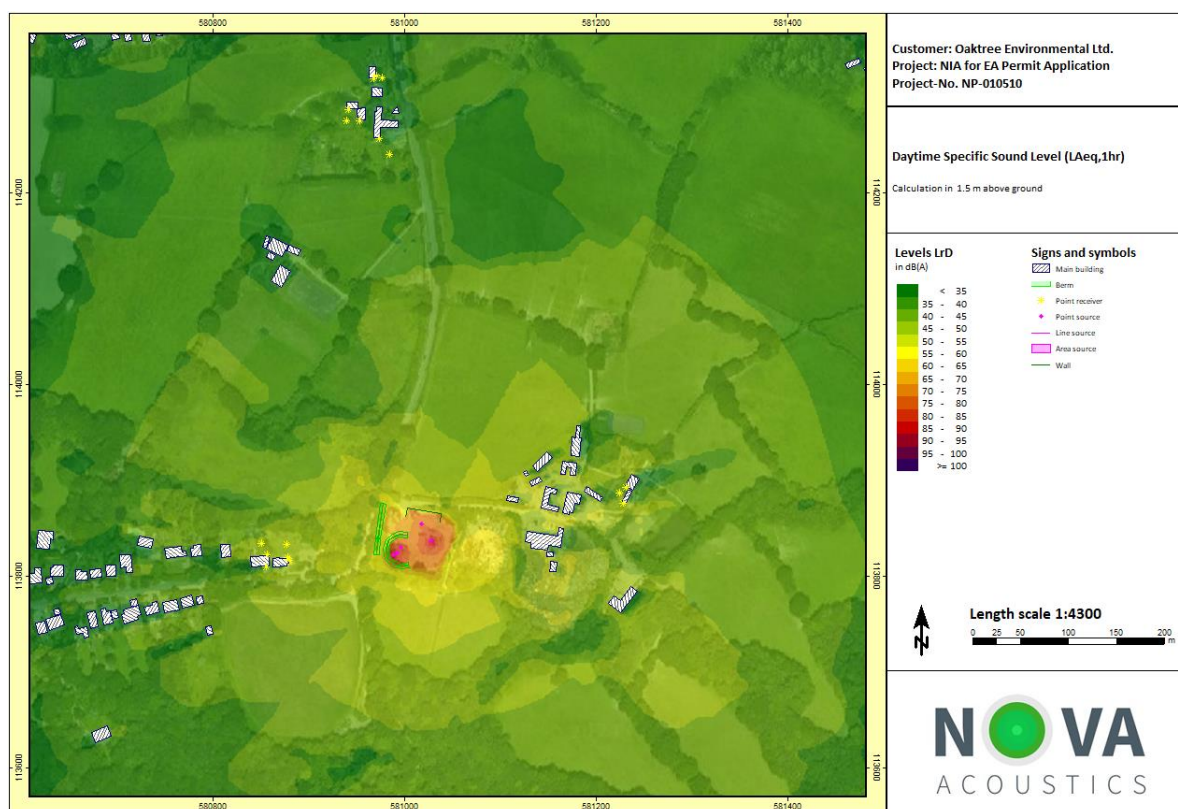 580800 581000 581200 581400
114200 114200
114000 114000
113800 113800
113600 113600
580800 581000 581200 581400
Customer: Oaktree Environmental Ltd.
Project: NIA for EA Permit Application
Project-No. NP-010510
Daytime Specific Sound Level (LAeq,1hr)
Calculation in 1.5 m above ground
Levels LrD
in dB(A)
< 35
35 - 40
40 - 45
45 - 50
50 - 55
55 - 60
60 - 65
65 - 70
70 - 75
75 - 80
80 - 85
85 - 90
90 - 95
95 - 100
>= 100
Signs and symbols
Main building
Berm
Point receiver
Point source
Line source
Area source
Wall
N
Length scale 1:4300
0 25 50 100 150 200
m
NOVA
ACOUSTICS